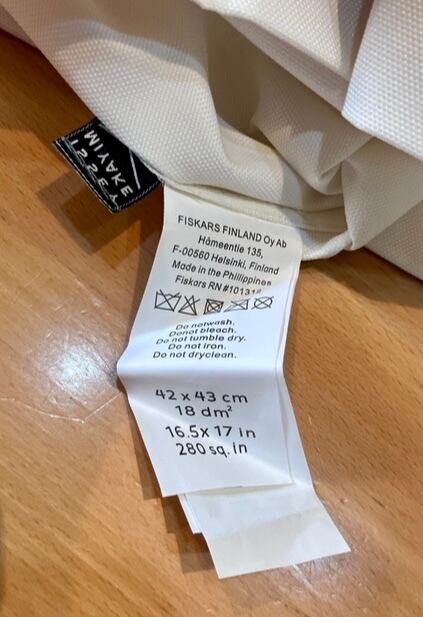 ISSEY
MIYAKE
FISKARS FINLAND Oy Ab
Hämeentie 135,
F-00560 Helsinki, Finland
Made in the Philippines
Fiskars RN
Do notwash.
Donot bleach.
Do not tumble dry.
Do not iron.
Do not dryclean.
42 x 43 cm
18 dm²
16.5x 17 in
280 sq. in